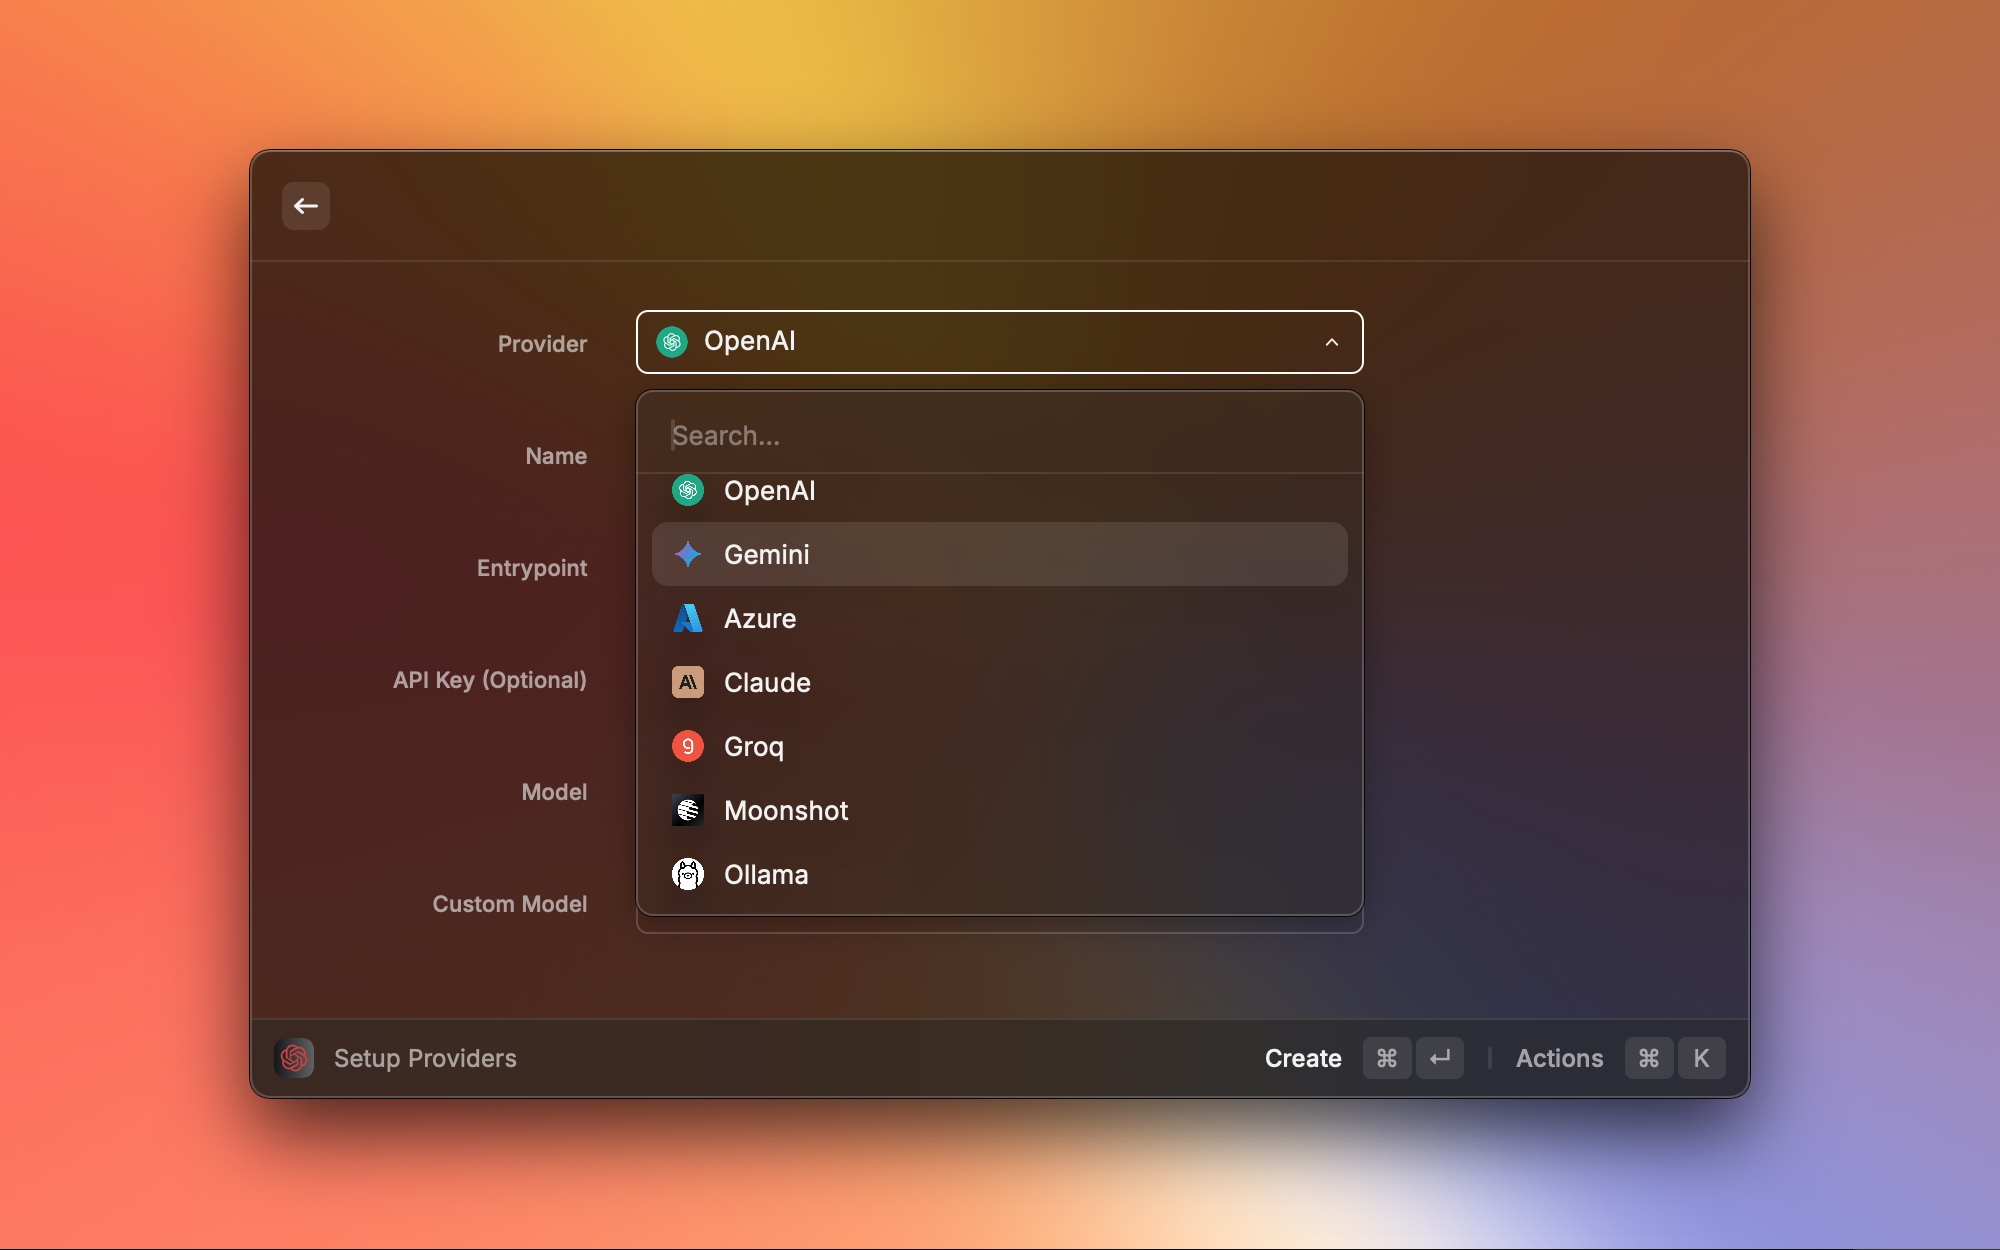 Provider
OpenAI
Search...
OpenAI
Gemini
Azure
Claude
Groq
Moonshot
Ollama
Name
Entrypoint
API Key (Optional)
Model
Custom Model
Setup Providers
Create ⌘ ↵ | Actions ⌘ K